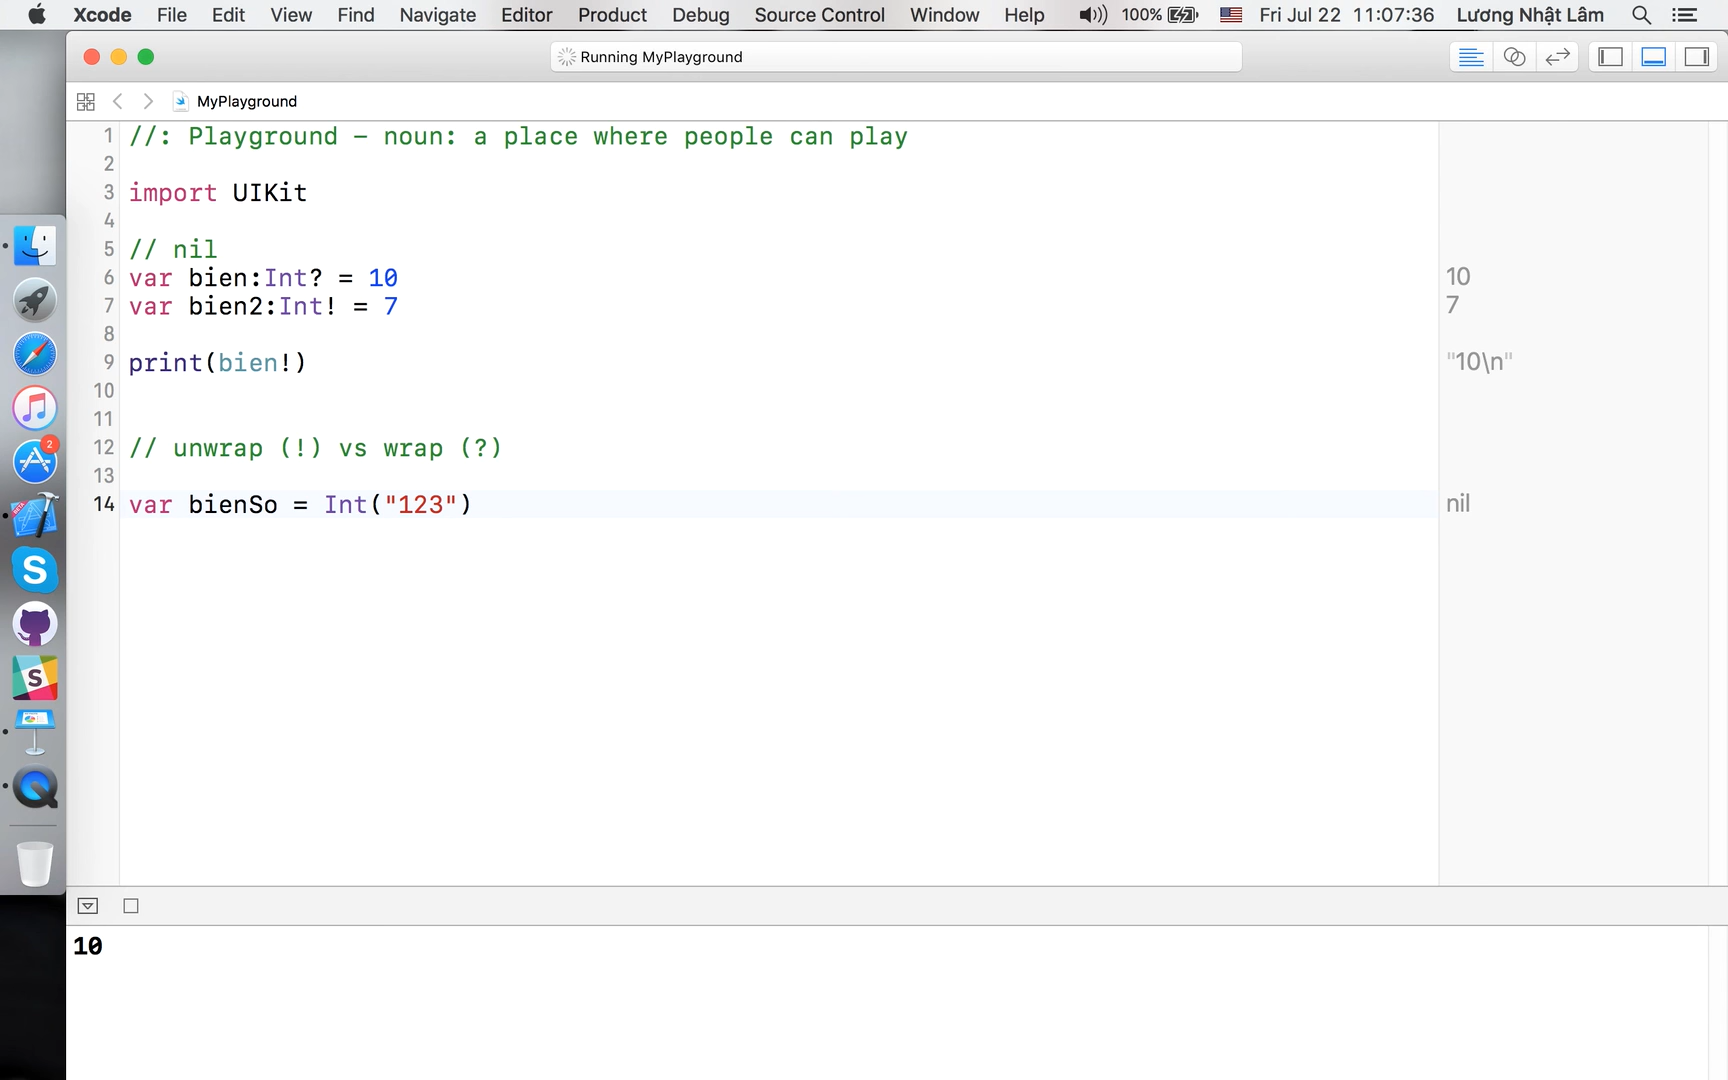 Xcode File Edit View Find Navigate Editor Product Debug Source Control Window Help 100% Fri Jul 22 11:07:36 Lương Nhật Lâm
Running MyPlayground
MyPlayground
1 //: Playground - noun: a place where people can play
2
3 import UIKit
4
5 // nil
6 var bien:Int? = 10 10
7 var bien2:Int! = 7 7
8
9 print(bien!) "10\n"
10
11
12 // unwrap (!) vs wrap (?)
13
14 var bienSo = Int("123") nil
2
BETA
S
S
10